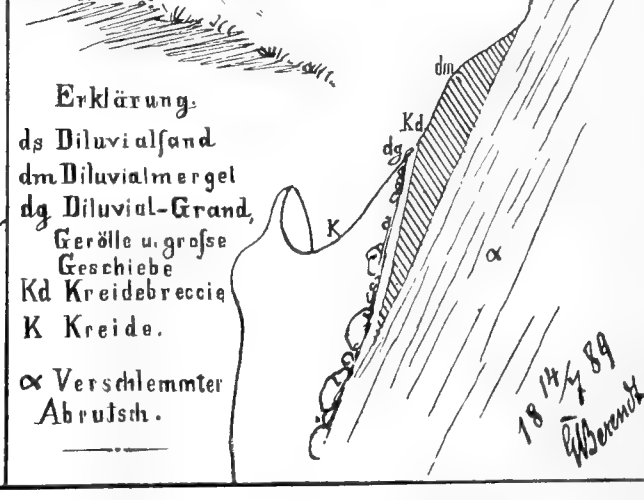 Erklärung.
ds Diluvialſand
dm Diluvialmergel
dg Diluvial-Grand,
Gerölle u. groſse
Geschiebe
Kd Kreidebreccie
K Kreide.
α Verschlemmter
Abrutsch.
dm
Kd
dg
K
α
18 14/7 89
GBerendt